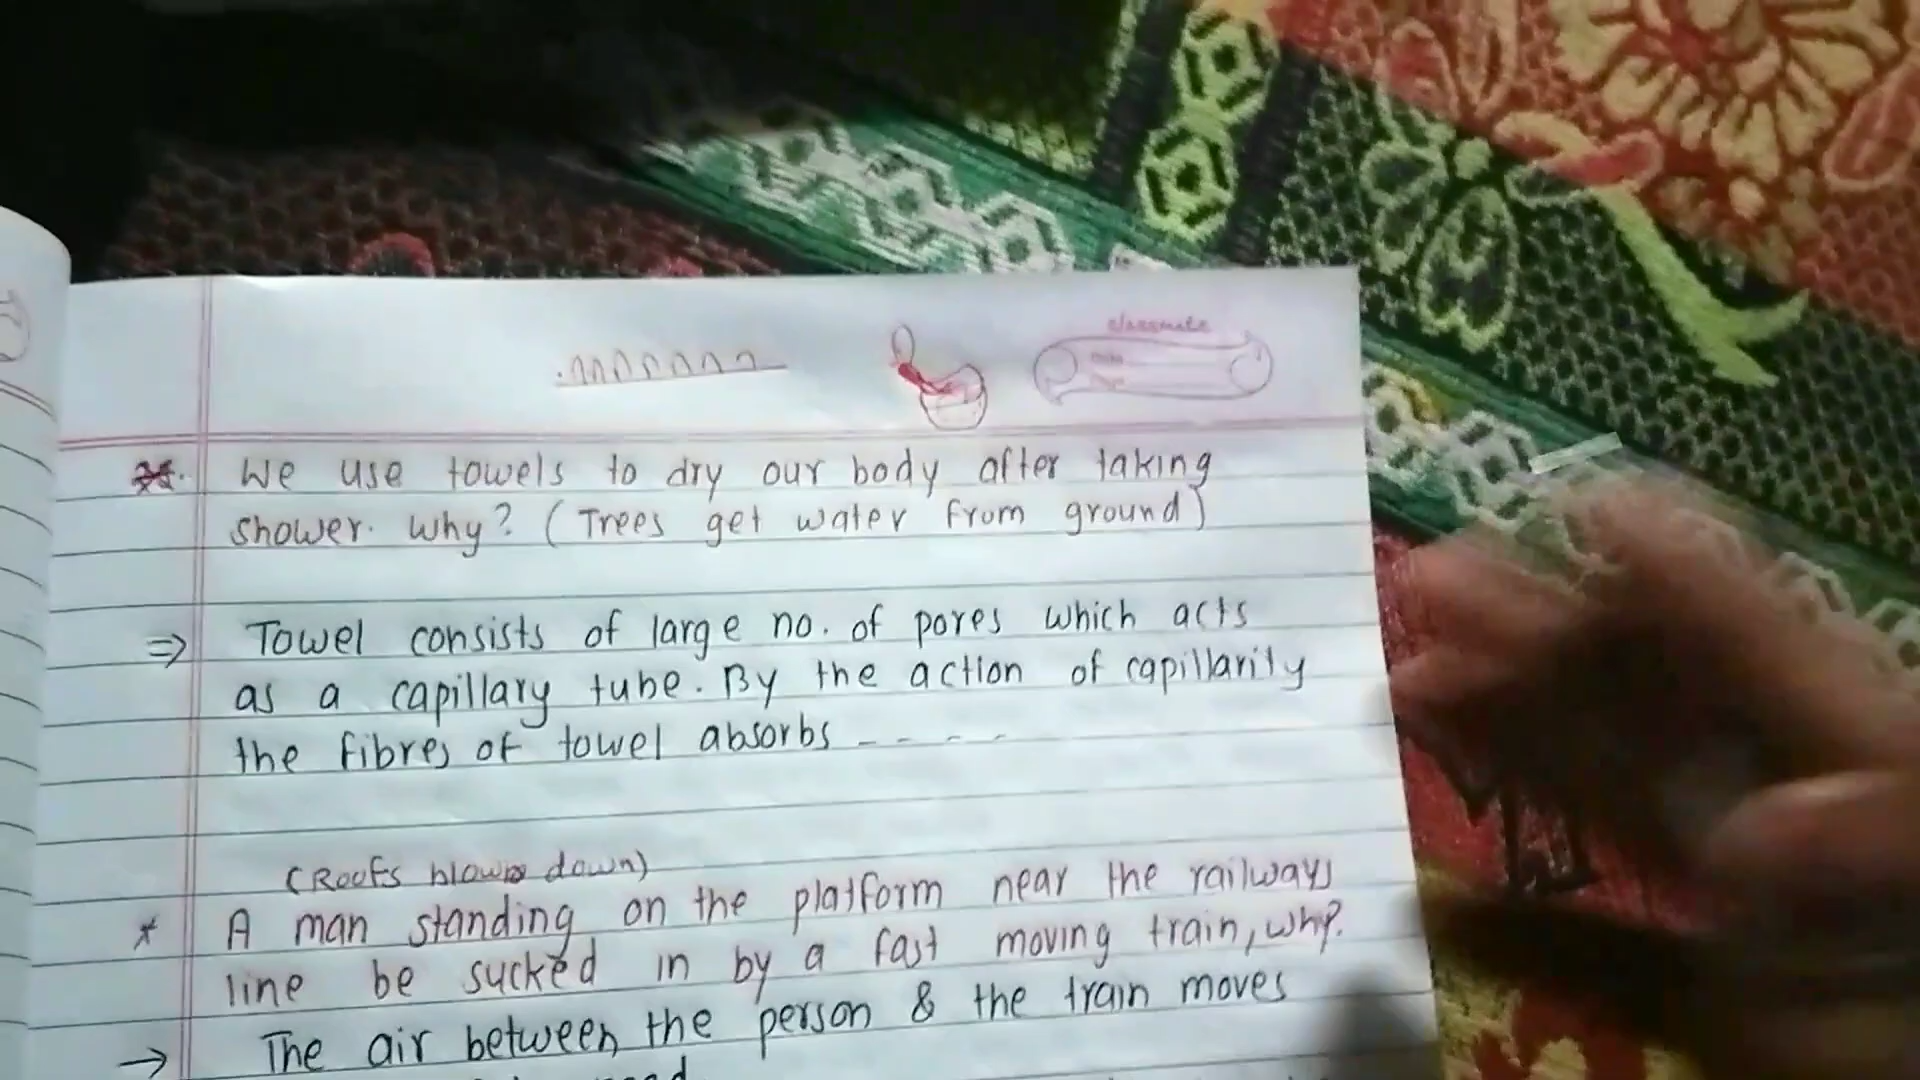 classmate
We use towels to dry our body after taking
shower. why? (Trees get water from ground)
⇒ Towel consists of large no. of pores which acts
as a capillary tube. By the action of capillarity
the fibres of towel absorbs - - - -
(Roofs blows down)
* A man standing on the platform near the railways
line be sucked in by a fast moving train, why?
→ The air between the person & the train moves